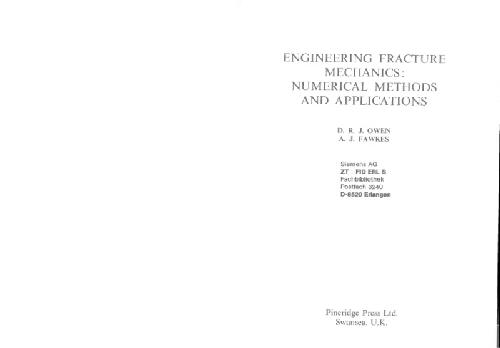 ENGINEERING FRACTURE
MECHANICS:
NUMERICAL METHODS
AND APPLICATIONS
D. R. J. OWEN
A. J. FAWKES
Siemens AG
ZT FID ERL B
Fachbibliothek
Postfach 3240
D-8520 Erlangen
Pineridge Press Ltd.
Swansea, U.K.